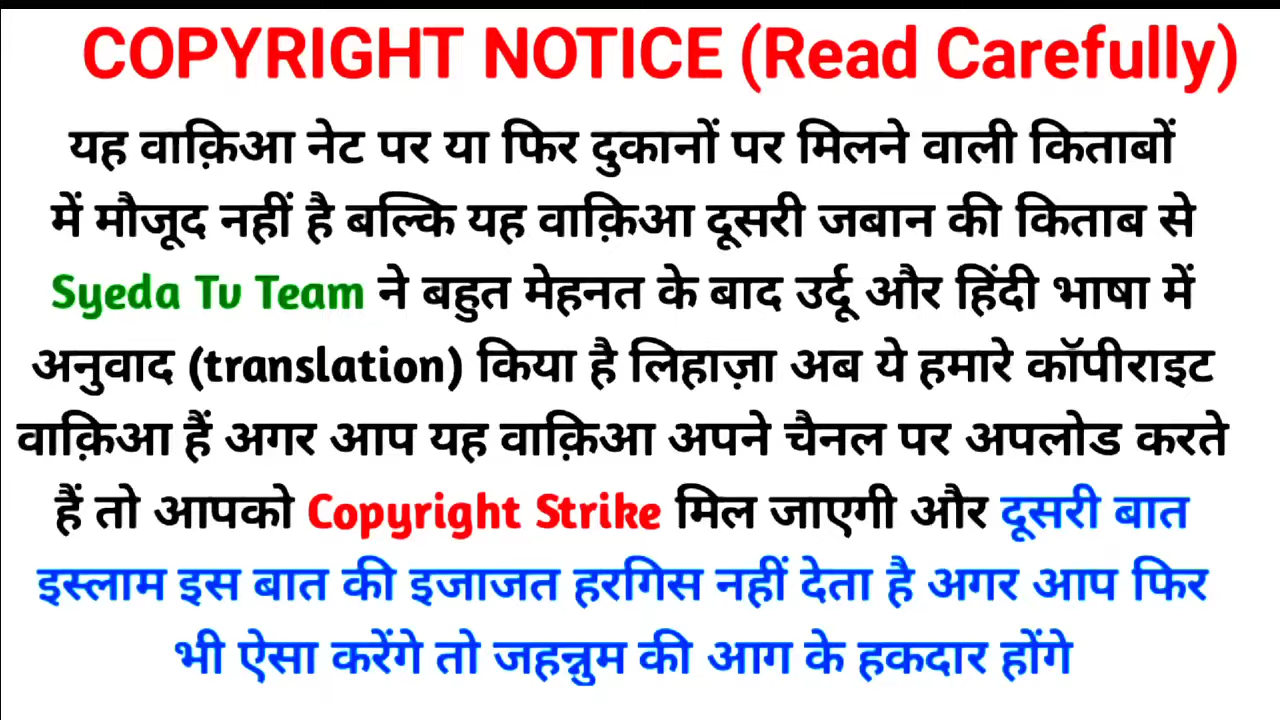 COPYRIGHT NOTICE (Read Carefully)
यह वाक़िआ नेट पर या फिर दुकानों पर मिलने वाली किताबों
में मौजूद नहीं है बल्कि यह वाक़िआ दूसरी जबान की किताब से
Syeda Tv Team ने बहुत मेहनत के बाद उर्दू और हिंदी भाषा में
अनुवाद (translation) किया है लिहाज़ा अब ये हमारे कॉपीराइट
वाक़िआ हैं अगर आप यह वाक़िआ अपने चैनल पर अपलोड करते
हैं तो आपको Copyright Strike मिल जाएगी और दूसरी बात
इस्लाम इस बात की इजाजत हरगिस नहीं देता है अगर आप फिर
भी ऐसा करेंगे तो जहन्नुम की आग के हकदार होंगे